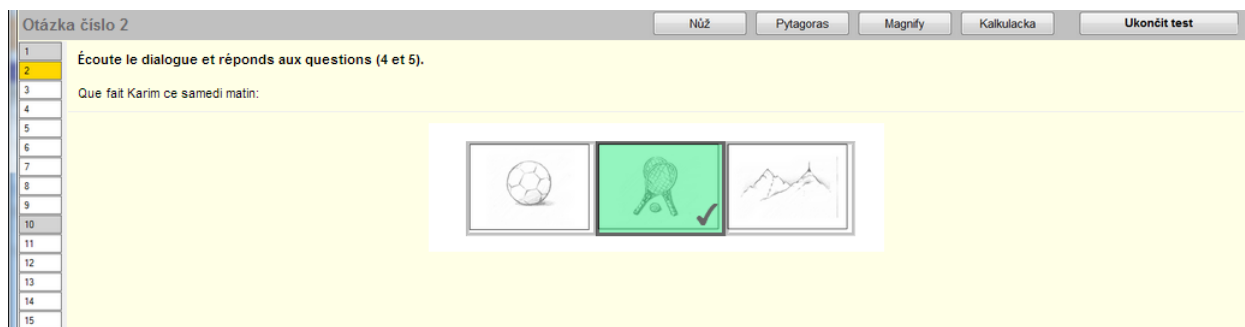 Otázka číslo 2
Nůž
Pytagoras
Magnify
Kalkulacka
Ukončit test
1
2
3
4
5
6
7
8
9
10
11
12
13
14
15
Écoute le dialogue et réponds aux questions (4 et 5).
Que fait Karim ce samedi matin: